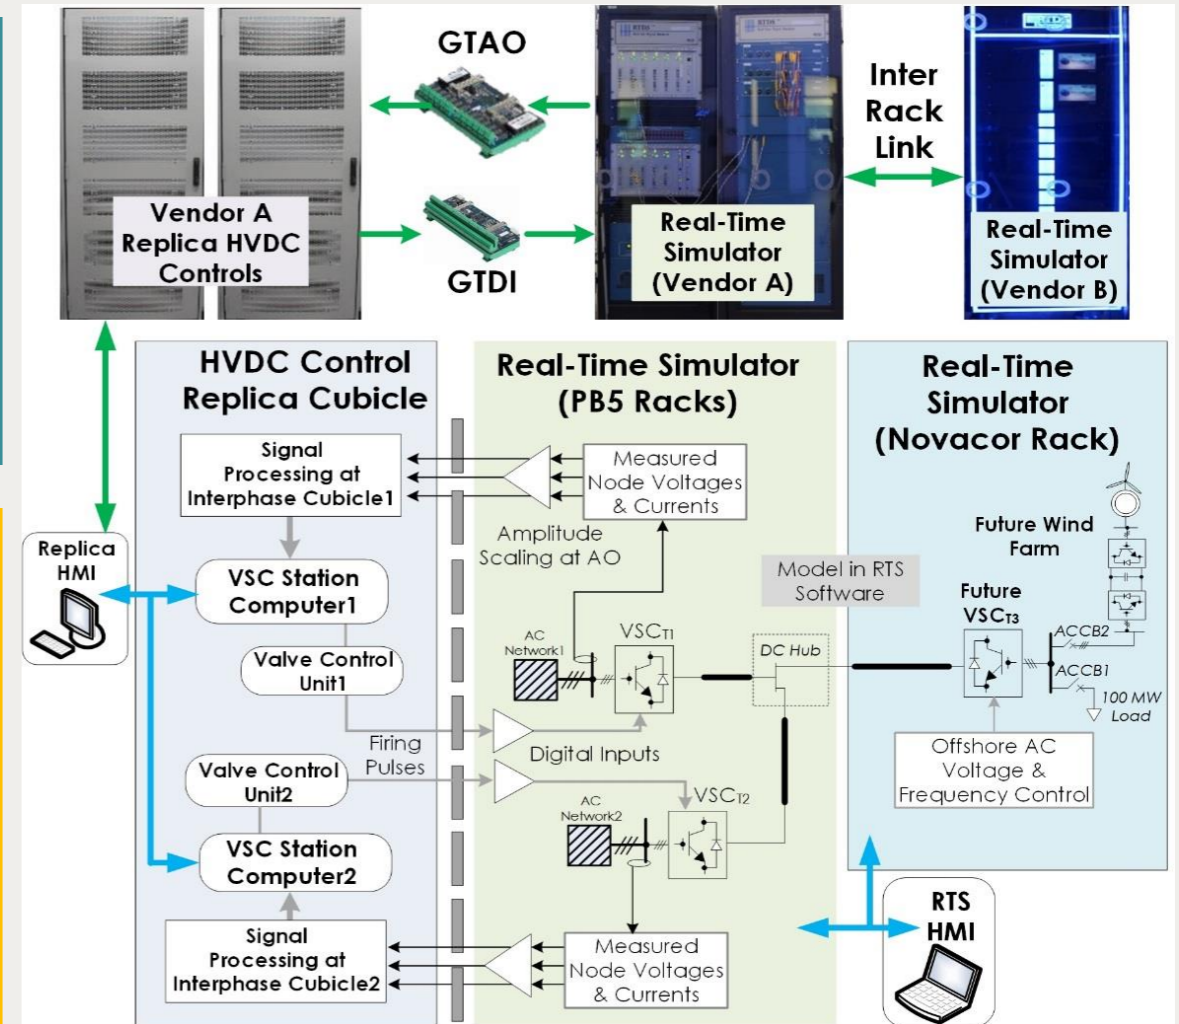 GTAO
GTDI
Inter
Rack
Link
Vendor A
Replica HVDC
Controls
Real-Time
Simulator
(Vendor A)
Real-Time
Simulator
(Vendor B)
HVDC Control
Replica Cubicle
Real-Time Simulator
(PB5 Racks)
Real-Time
Simulator
(Novacor Rack)
Signal
Processing at
Interphase Cubicle1
Measured
Node Voltages
& Currents
Amplitude
Scaling at AO
Replica
HMI
VSC Station
Computer1
Valve Control
Unit1
Firing
Pulses
Digital Inputs
Valve Control
Unit2
VSC Station
Computer2
Signal
Processing at
Interphase Cubicle2
AC
Network1
VSCT1
DC Hub
Model in RTS
Software
AC
Network2
VSCT2
Measured
Node Voltages
& Currents
Future Wind
Farm
Future
VSCT3
ACCB2
ACCB1
100 MW
Load
Offshore AC
Voltage &
Frequency Control
RTS
HMI